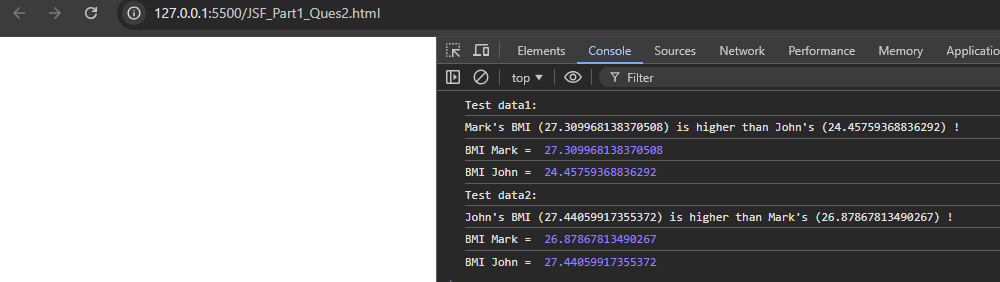 127.0.0.1:5500/JSF_Part1_Ques2.html
Elements Console Sources Network Performance Memory Applicatio
top Filter
Test data1:
Mark's BMI (27.309968138370508) is higher than John's (24.45759368836292) !
BMI Mark = 27.309968138370508
BMI John = 24.45759368836292
Test data2:
John's BMI (27.44059917355372) is higher than Mark's (26.87867813490267) !
BMI Mark = 26.87867813490267
BMI John = 27.44059917355372